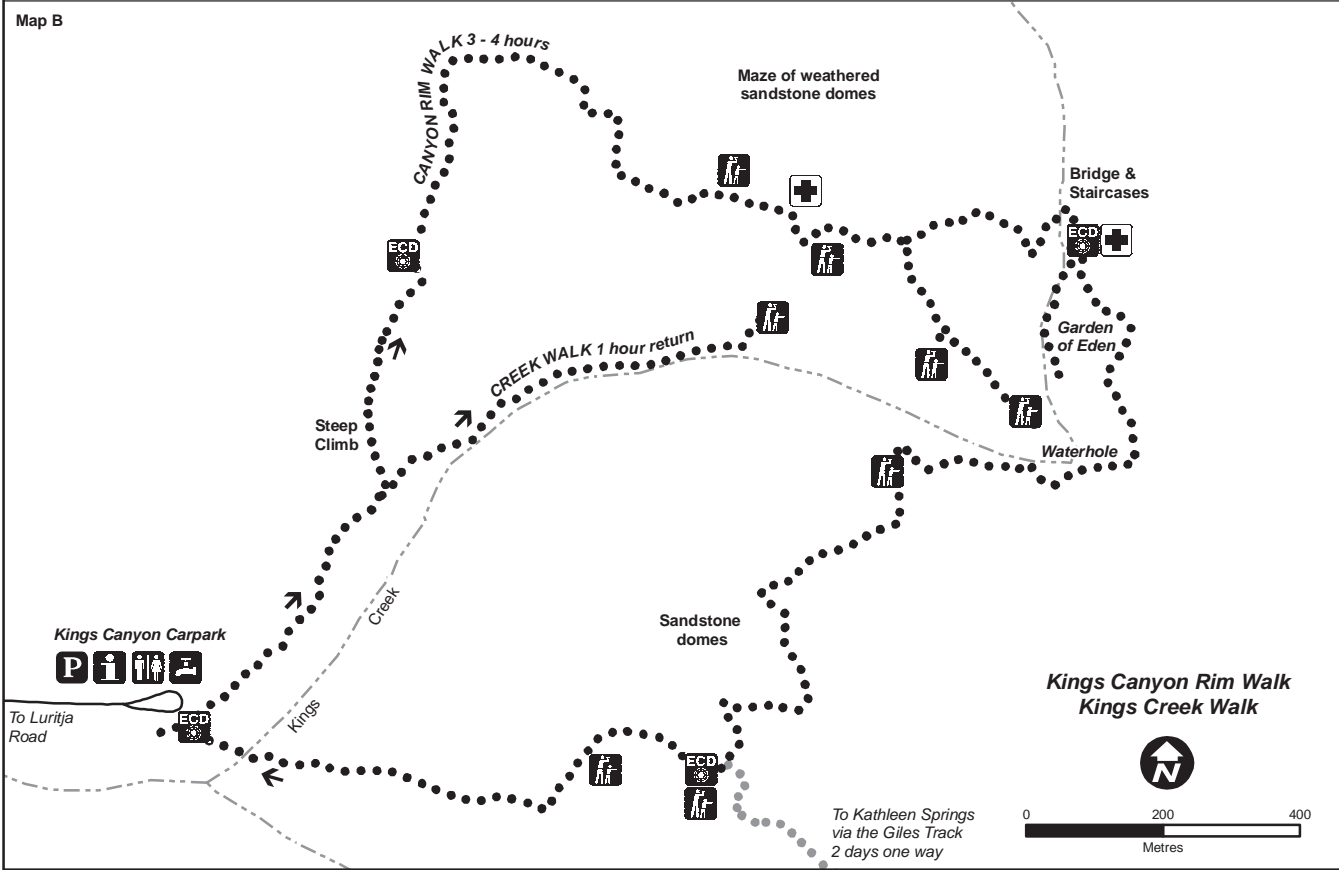 Map B
CANYON RIM WALK 3 - 4 hours
Maze of weathered
sandstone domes
Bridge &
Staircases
ECD
ECD
Garden
of Eden
CREEK WALK 1 hour return
Steep
Climb
Waterhole
Creek
Kings
Sandstone
domes
Kings Canyon Carpark
P i
To Luritja
Road
ECD
ECD
Kings Canyon Rim Walk
Kings Creek Walk
N
To Kathleen Springs
via the Giles Track
2 days one way
0 200 400
Metres